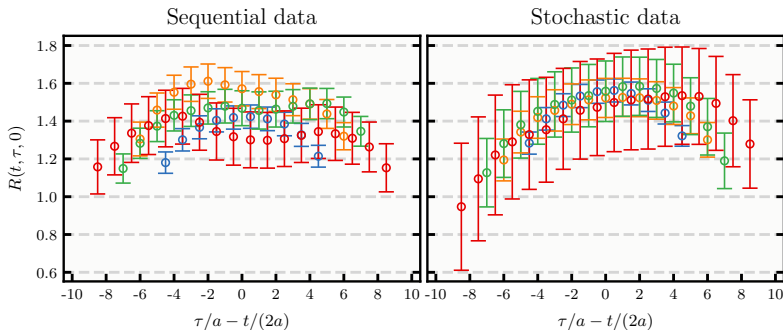 Sequential data
Stochastic data
1.8
1.6
1.4
1.2
1.0
0.8
0.6
R(t, τ, 0)
-10 -8 -6 -4 -2 0 2 4 6 8 10
-10 -8 -6 -4 -2 0 2 4 6 8 10
τ/a − t/(2a)
τ/a − t/(2a)